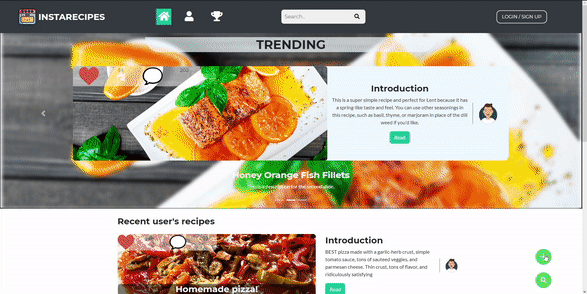 INSTARECIPES
Search...
LOGIN / SIGN UP
TRENDING
Introduction
This is a super simple recipe and perfect for Lent because it has
a spring-like taste and feel. You can use other seasonings in
this recipe, such as basil, thyme, or marjoram in place of the dill
weed if you'd like.
Read
Honey Orange Fish Fillets
Recent user's recipes
Introduction
BEST pizza made with a garlic-herb crust, simple
tomato sauce, tons of sauteed veggies, and
parmesan cheese. Thin crust, tons of flavor, and
ridiculously satisfying
Homemade pizza!
Read